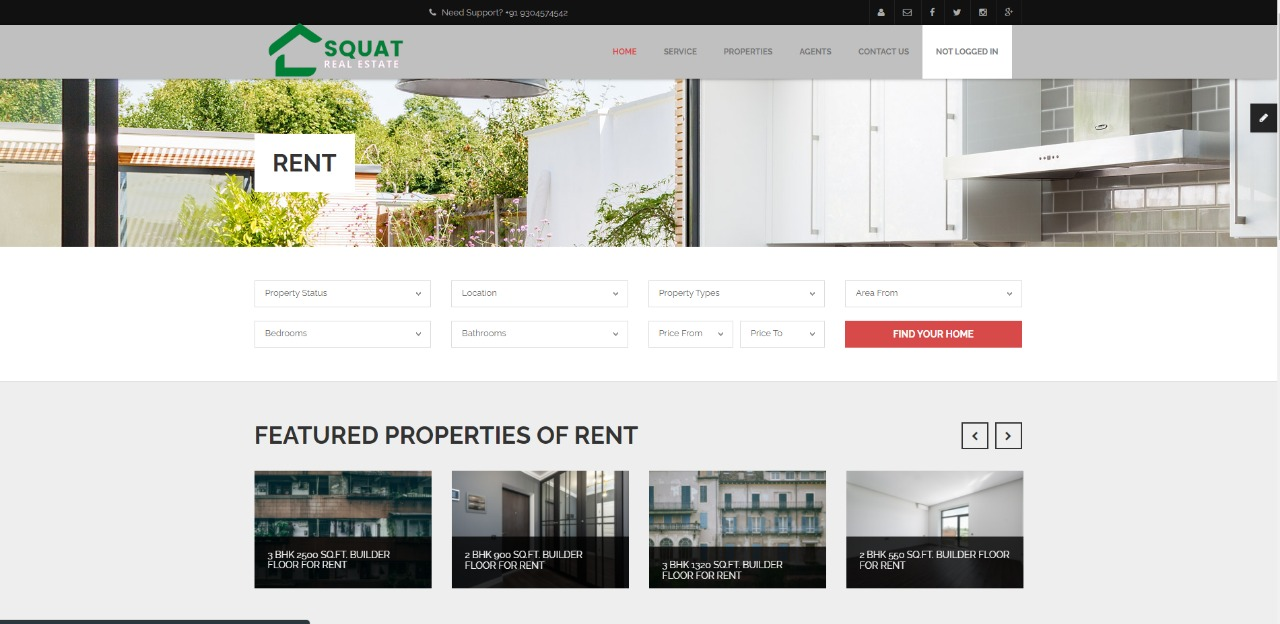 Need Support? +91 9304574542
SQUAT
REAL ESTATE
HOME SERVICE PROPERTIES AGENTS CONTACT US NOT LOGGED IN
RENT
Property Status Location Property Types Area From
Bedrooms Bathrooms Price From Price To FIND YOUR HOME
FEATURED PROPERTIES OF RENT
3 BHK 2500 SQ.FT. BUILDER
FLOOR FOR RENT
2 BHK 900 SQ.FT. BUILDER
FLOOR FOR RENT
3 BHK 1320 SQ.FT. BUILDER
FLOOR FOR RENT
2 BHK 550 SQ.FT. BUILDER FLOOR
FOR RENT